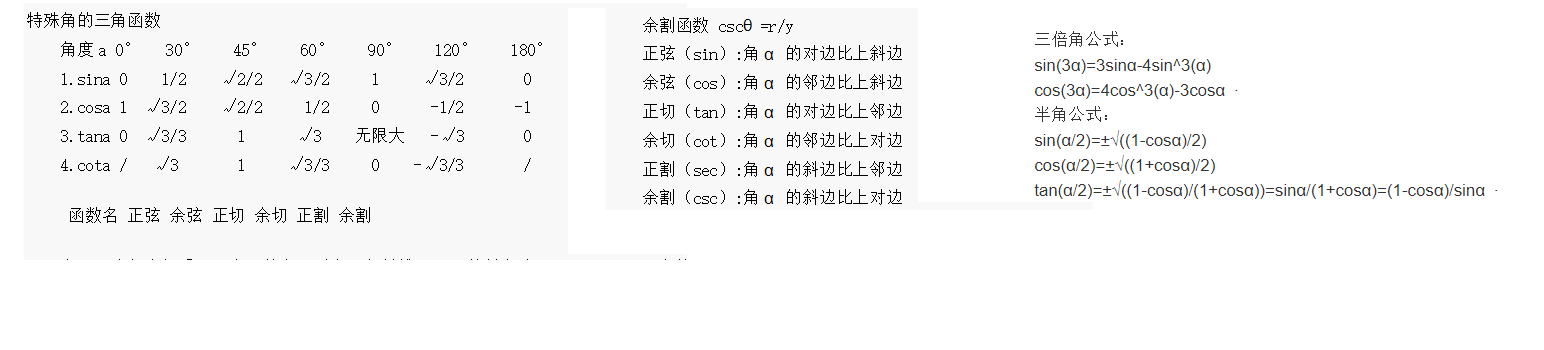 特殊角的三角函数
角度a 0° 30° 45° 60° 90° 120° 180°
1.sina 0 1/2 √2/2 √3/2 1 √3/2 0
2.cosa 1 √3/2 √2/2 1/2 0 -1/2 -1
3.tana 0 √3/3 1 √3 无限大 -√3 0
4.cota / √3 1 √3/3 0 -√3/3 /
函数名 正弦 余弦 正切 余切 正割 余割
余割函数 cscθ =r/y
正弦（sin）:角α 的对边比上斜边
余弦（cos）:角α 的邻边比上斜边
正切（tan）:角α 的对边比上邻边
余切（cot）:角α 的邻边比上对边
正割（sec）:角α 的斜边比上邻边
余割（csc）:角α 的斜边比上对边
三倍角公式：
sin(3α)=3sinα-4sin^3(α)
cos(3α)=4cos^3(α)-3cosα ·
半角公式：
sin(α/2)=±√((1-cosα)/2)
cos(α/2)=±√((1+cosα)/2)
tan(α/2)=±√((1-cosα)/(1+cosα))=sinα/(1+cosα)=(1-cosα)/sinα ·